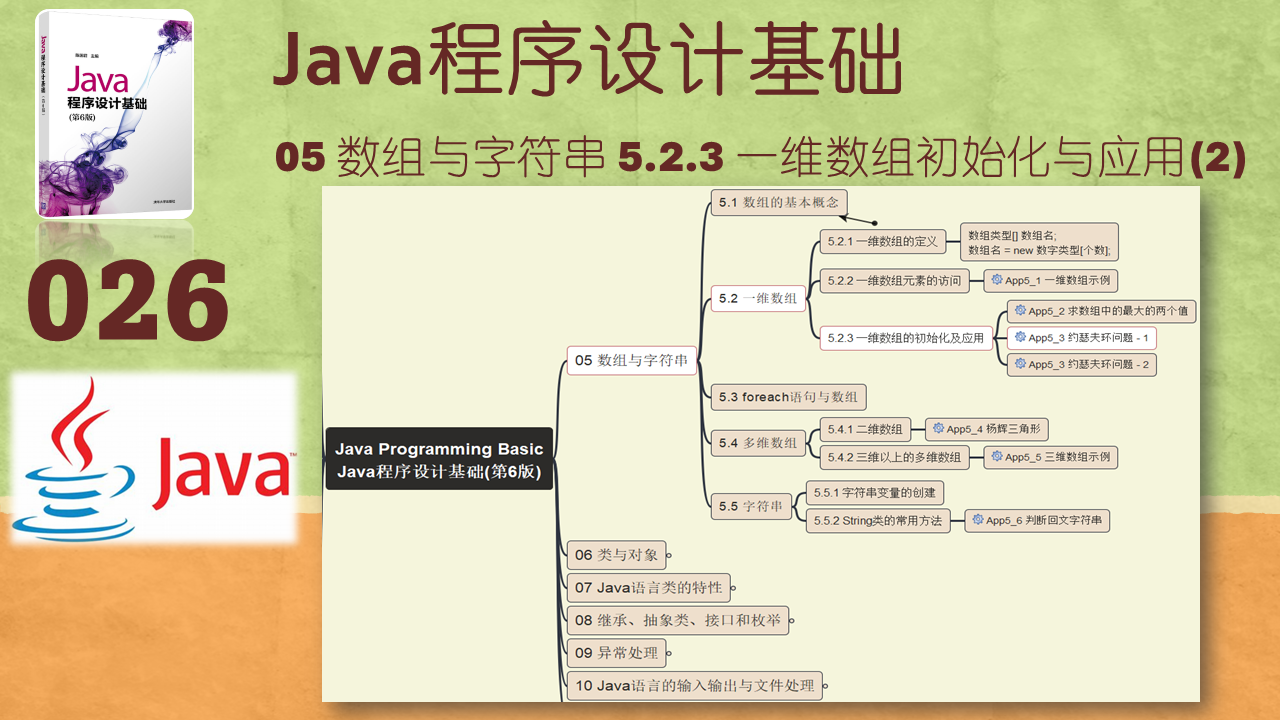 Java程序设计基础
05 数组与字符串 5.2.3 一维数组初始化与应用(2)
陈国君 主编
Java
程序设计基础
(第6版)
清华大学出版社
026
Java™
Java Programming Basic
Java程序设计基础(第6版)
05 数组与字符串
5.1 数组的基本概念
5.2 一维数组
5.2.1 一维数组的定义
数组类型[] 数组名;
数组名 = new 数字类型[个数];
5.2.2 一维数组元素的访问
App5_1 一维数组示例
5.2.3 一维数组的初始化及应用
App5_2 求数组中的最大的两个值
App5_3 约瑟夫环问题 - 1
App5_3 约瑟夫环问题 - 2
5.3 foreach语句与数组
5.4 多维数组
5.4.1 二维数组
App5_4 杨辉三角形
5.4.2 三维以上的多维数组
App5_5 三维数组示例
5.5 字符串
5.5.1 字符串变量的创建
5.5.2 String类的常用方法
App5_6 判断回文字符串
06 类与对象
07 Java语言类的特性
08 继承、抽象类、接口和枚举
09 异常处理
10 Java语言的输入输出与文件处理